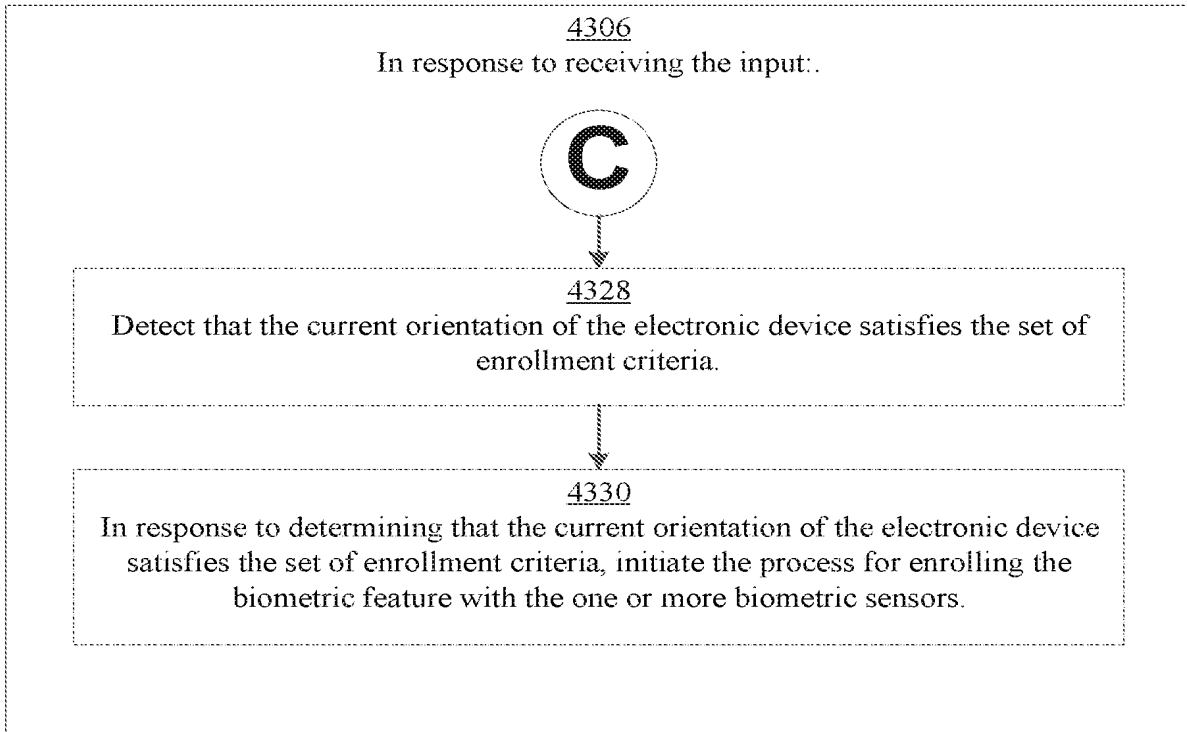 4306
In response to receiving the input:.
C
4328
Detect that the current orientation of the electronic device satisfies the set of
enrollment criteria.
4330
In response to determining that the current orientation of the electronic device
satisfies the set of enrollment criteria, initiate the process for enrolling the
biometric feature with the one or more biometric sensors.